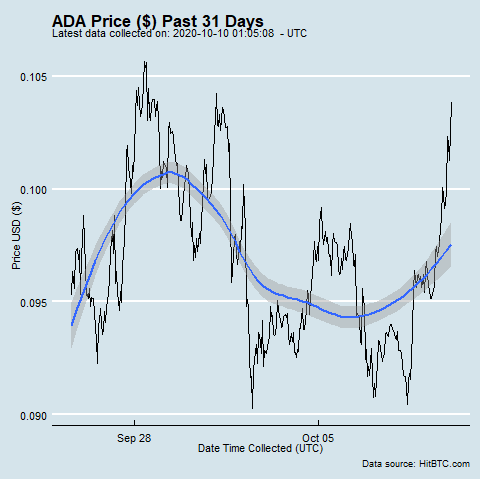 ADA Price ($) Past 31 Days
Latest data collected on: 2020-10-10 01:05:08 - UTC
Price USD ($)
0.105
0.100
0.095
0.090
Sep 28
Oct 05
Date Time Collected (UTC)
Data source: HitBTC.com